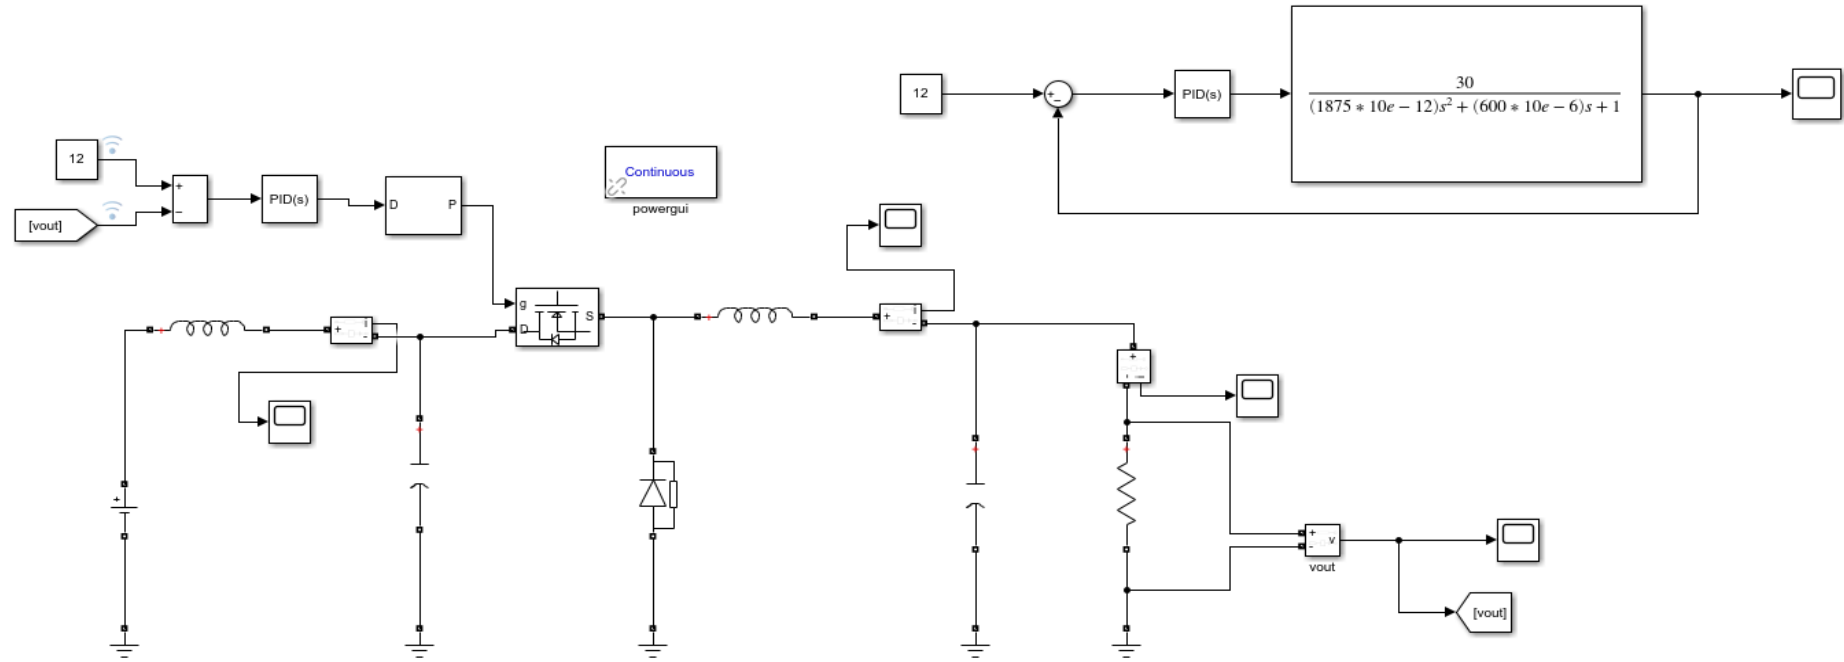 12
+
−
PID(s)
30
(1875 * 10e − 12)s² + (600 * 10e − 6)s + 1
12
[vout]
+
−
PID(s)
D
P
Continuous
powergui
g
D
S
+
i
-
+
i
-
+
+
-
v
vout
[vout]
+